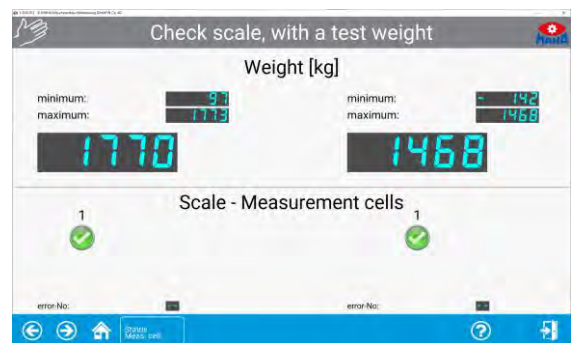 Check scale, with a test weight
MAHA
Weight [kg]
minimum: 97
maximum: 1773
minimum: - 142
maximum: 1468
1770
1468
Scale - Measurement cells
1
1
error-No: --
error-No: --
Status
Meas. cell
?